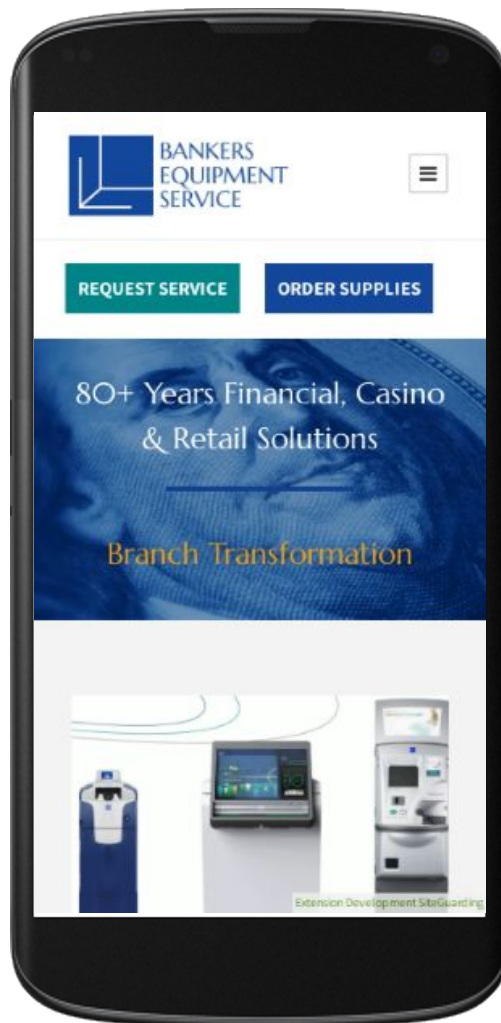 BANKERS
EQUIPMENT
SERVICE
REQUEST SERVICE
ORDER SUPPLIES
80+ Years Financial, Casino
& Retail Solutions
Branch Transformation
Extension Development SiteGuarding